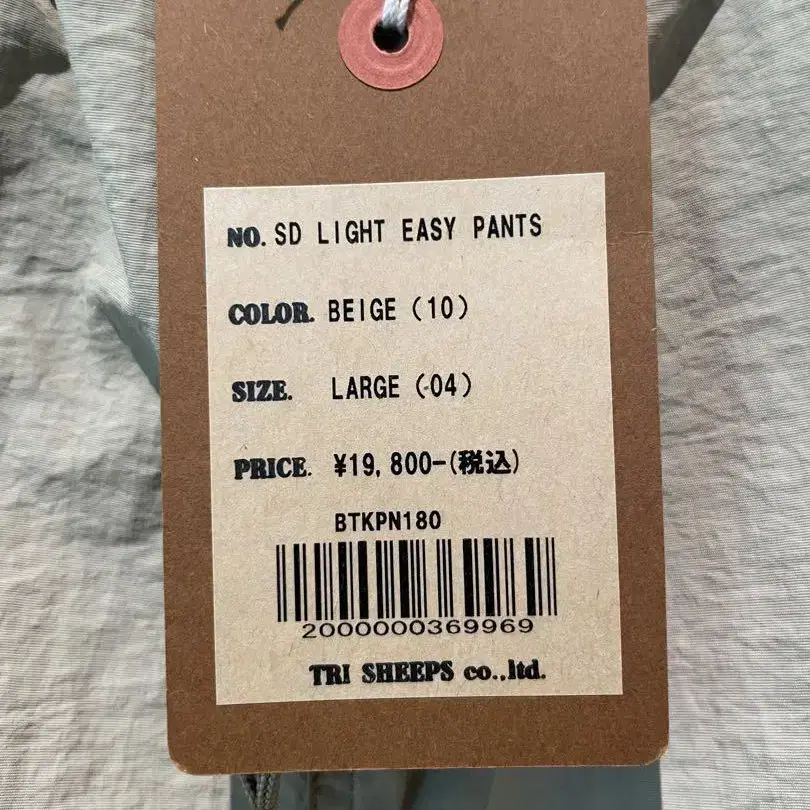 NO. SD LIGHT EASY PANTS
COLOR. BEIGE (10)
SIZE. LARGE (04)
PRICE. ¥19,800-(税込)
BTKPN180
2000000369969
TRI SHEEPS co.,ltd.